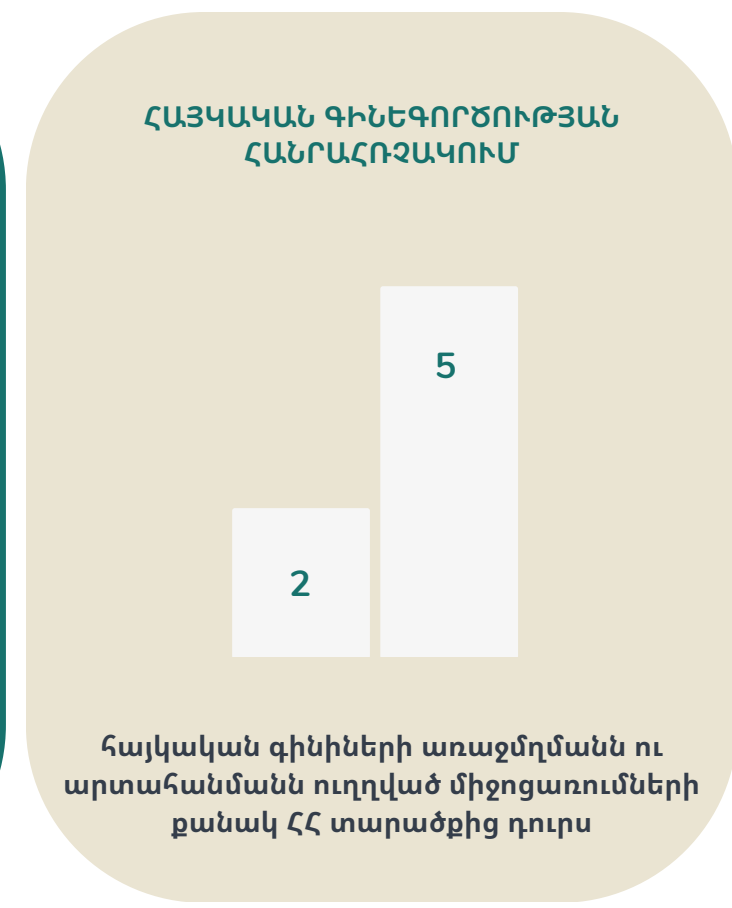 ՀԱՅԿԱԿԱՆ ԳԻՆԵԳՈՐԾՈՒԹՅԱՆ
ՀԱՆՐԱՀՌՉԱԿՈՒՄ
5
2
հայկական գինիների առաջմղմանն ու
արտահանմանն ուղղված միջոցառումների
քանակ ՀՀ տարածքից դուրս